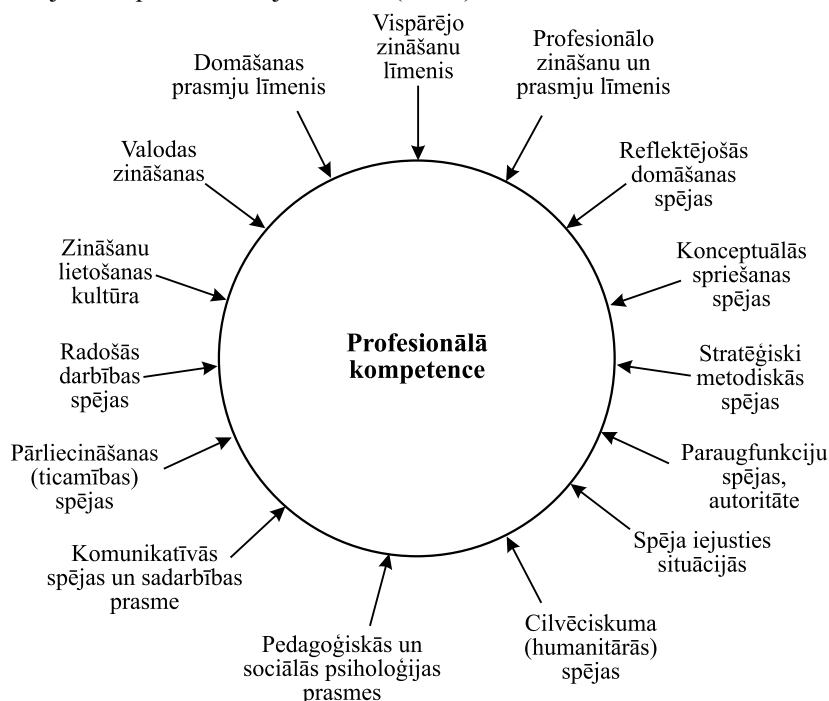 Vispārējo
zināšanu
līmenis
Profesionālo
zināšanu un
prasmju līmenis
Reflektējošās
domāšanas
spējas
Konceptuālās
spriešanas
spējas
Stratēģiski
metodiskās
spējas
Paraugfunkciju
spējas,
autoritāte
Spēja iejusties
situācijās
Cilvēciskuma
(humanitārās)
spējas
Pedagoģiskās un
sociālās psiholoģijas
prasmes
Komunikatīvās
spējas un sadarbības
prasme
Pārliecināšanas
(ticamības)
spējas
Radošās
darbības
spējas
Zināšanu
lietošanas
kultūra
Valodas
zināšanas
Domāšanas
prasmju līmenis
Profesionālā
kompetence